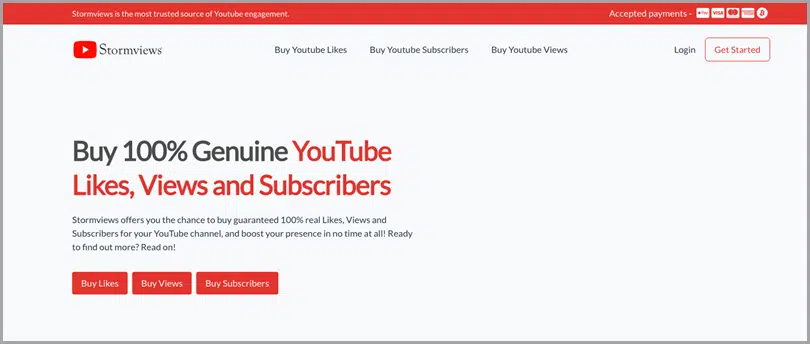 Stormviews is the most trusted source of Youtube engagement.
Accepted payments -
Pay VISA
Stormviews
Buy Youtube Likes Buy Youtube Subscribers Buy Youtube Views
Login Get Started
Buy 100% Genuine YouTube
Likes, Views and Subscribers
Stormviews offers you the chance to buy guaranteed 100% real Likes, Views and
Subscribers for your YouTube channel, and boost your presence in no time at all! Ready
to find out more? Read on!
Buy Likes Buy Views Buy Subscribers